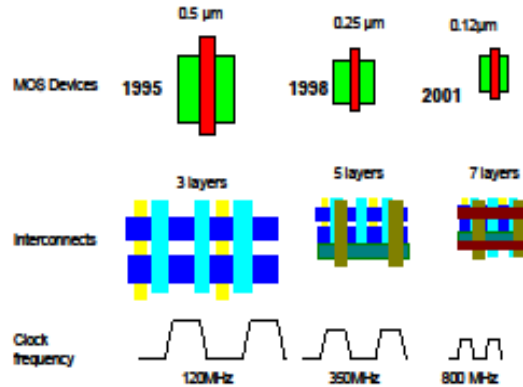 0.5 µm 0.25 µm 0.12µm
MOS Devices 1995 1998 2001
3 layers 5 layers 7 layers
Interconnects
Clock
frequency
120MHz 350MHz 800 MHz